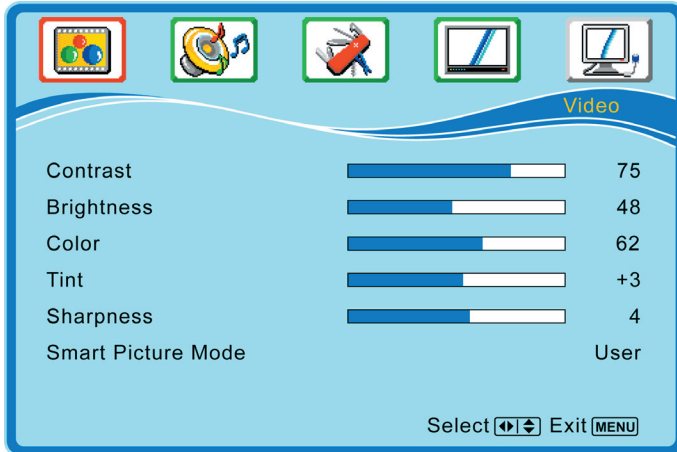 Video
Contrast 75
Brightness 48
Color 62
Tint +3
Sharpness 4
Smart Picture Mode User
Select Exit MENU